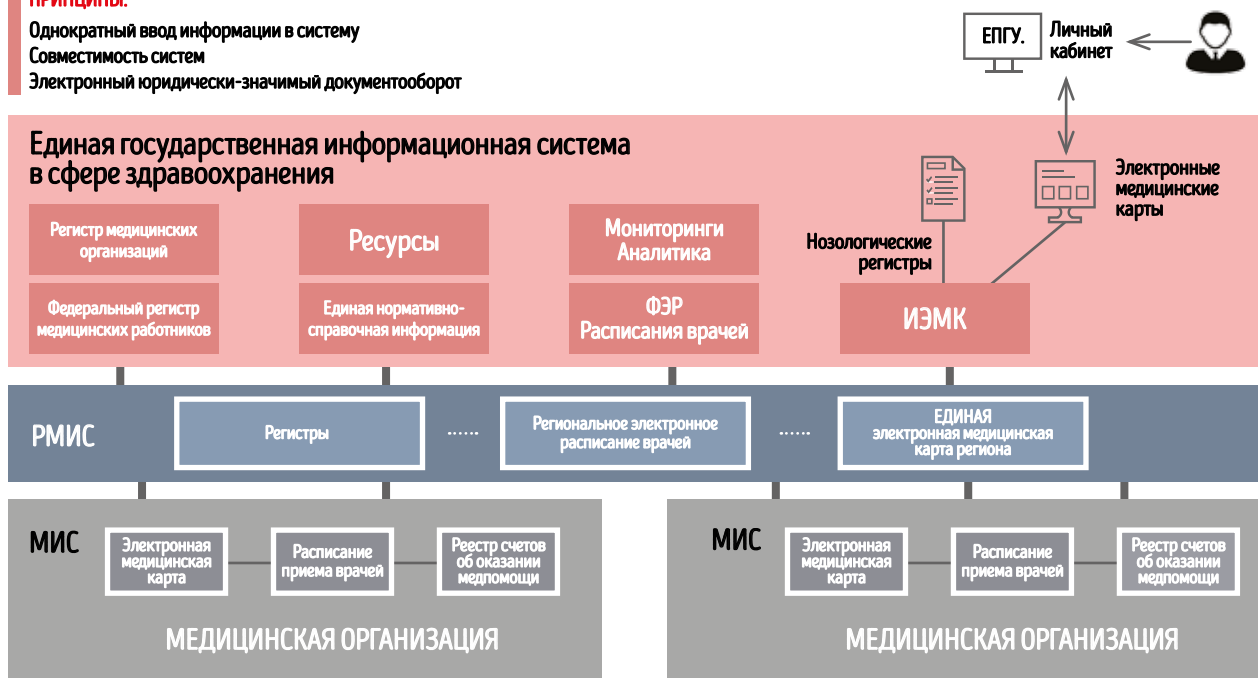 ПРИНЦИПЫ:
Однократный ввод информации в систему
Совместимость систем
Электронный юридически-значимый документооборот
ЕПГУ.
Личный
кабинет
Единая государственная информационная система
в сфере здравоохранения
Электронные
медицинские
карты
Нозологические
регистры
Регистр медицинских
организаций
Ресурсы
Мониторинги
Аналитика
Федеральный регистр
медицинских работников
Единая нормативно-
справочная информация
ФЭР
Расписания врачей
ИЭМК
РМИС
Регистры
......
Региональное электронное
расписание врачей
......
ЕДИНАЯ
электронная медицинская
карта региона
МИС
Электронная
медицинская
карта
Расписание
приема врачей
Реестр счетов
об оказании
медпомощи
МЕДИЦИНСКАЯ ОРГАНИЗАЦИЯ
МИС
Электронная
медицинская
карта
Расписание
приема врачей
Реестр счетов
об оказании
медпомощи
МЕДИЦИНСКАЯ ОРГАНИЗАЦИЯ